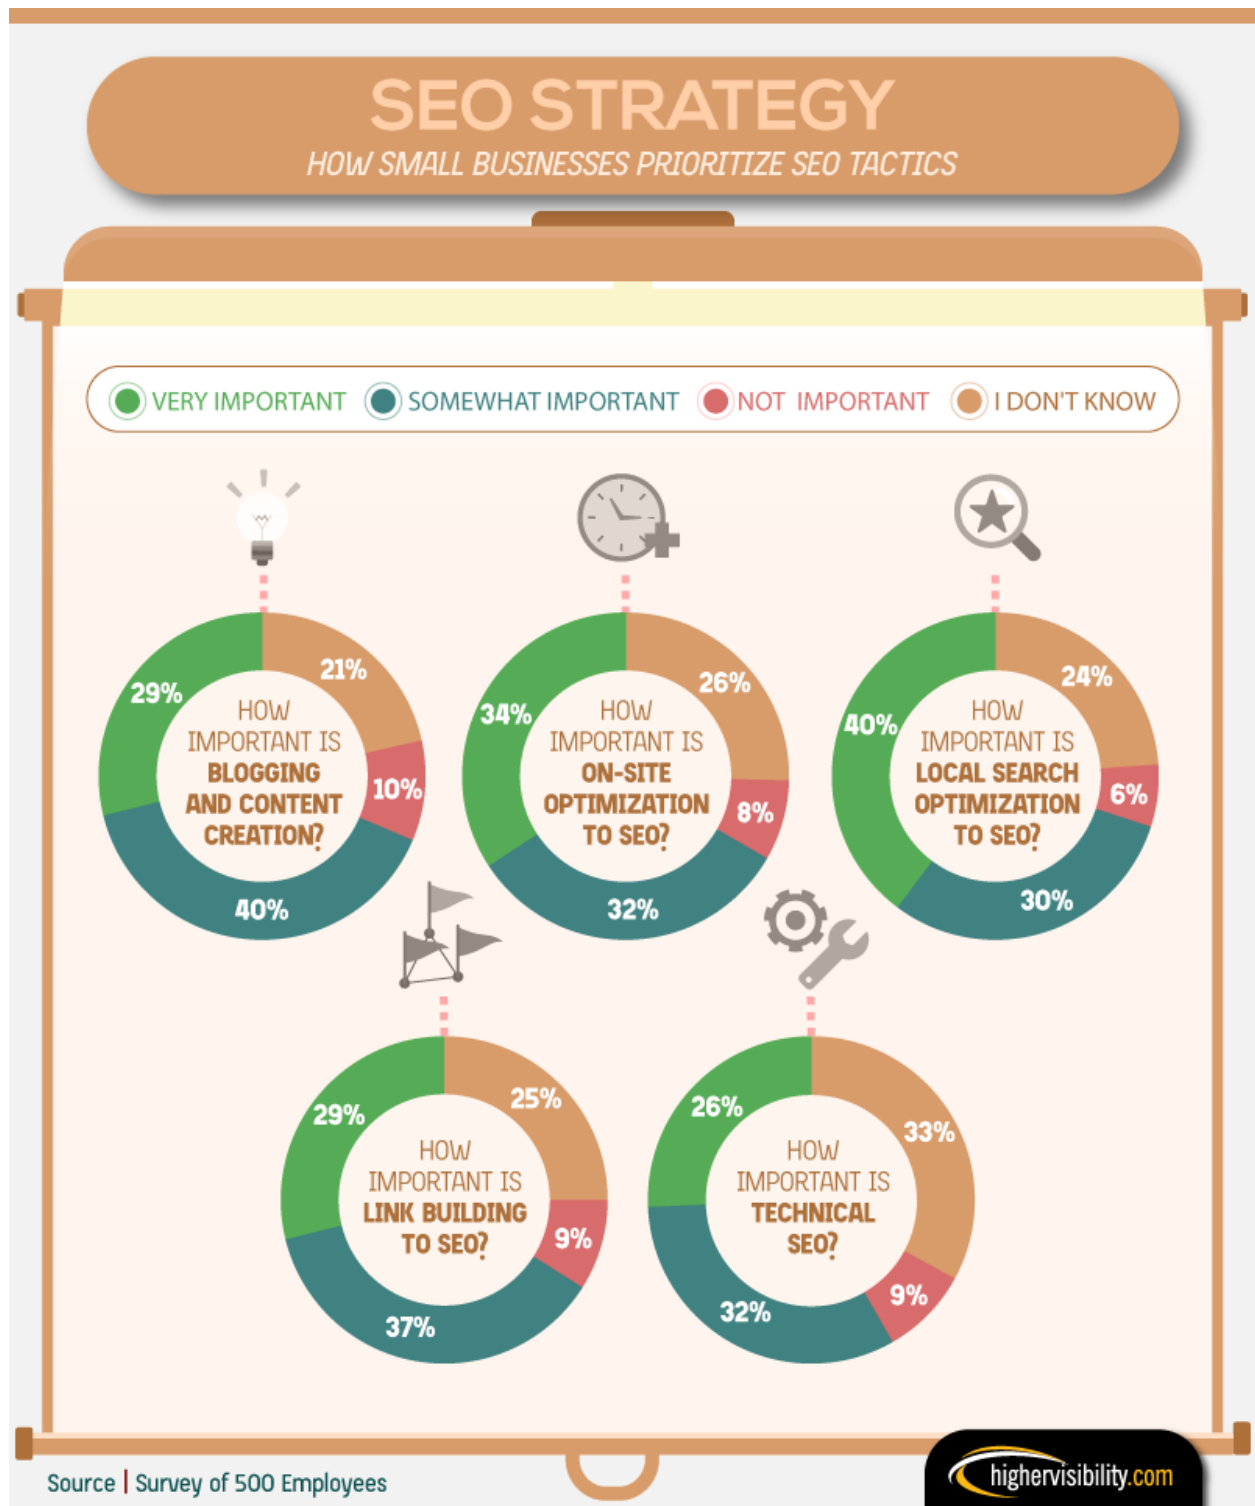 SEO STRATEGY
HOW SMALL BUSINESSES PRIORITIZE SEO TACTICS
VERY IMPORTANT
SOMEWHAT IMPORTANT
NOT IMPORTANT
I DON'T KNOW
29%
21%
10%
40%
HOW
IMPORTANT IS
BLOGGING
AND CONTENT
CREATION?
34%
26%
8%
32%
HOW
IMPORTANT IS
ON-SITE
OPTIMIZATION
TO SEO?
40%
24%
6%
30%
HOW
IMPORTANT IS
LOCAL SEARCH
OPTIMIZATION
TO SEO?
29%
25%
9%
37%
HOW
IMPORTANT IS
LINK BUILDING
TO SEO?
26%
33%
9%
32%
HOW
IMPORTANT IS
TECHNICAL
SEO?
Source | Survey of 500 Employees
highervisibility.com